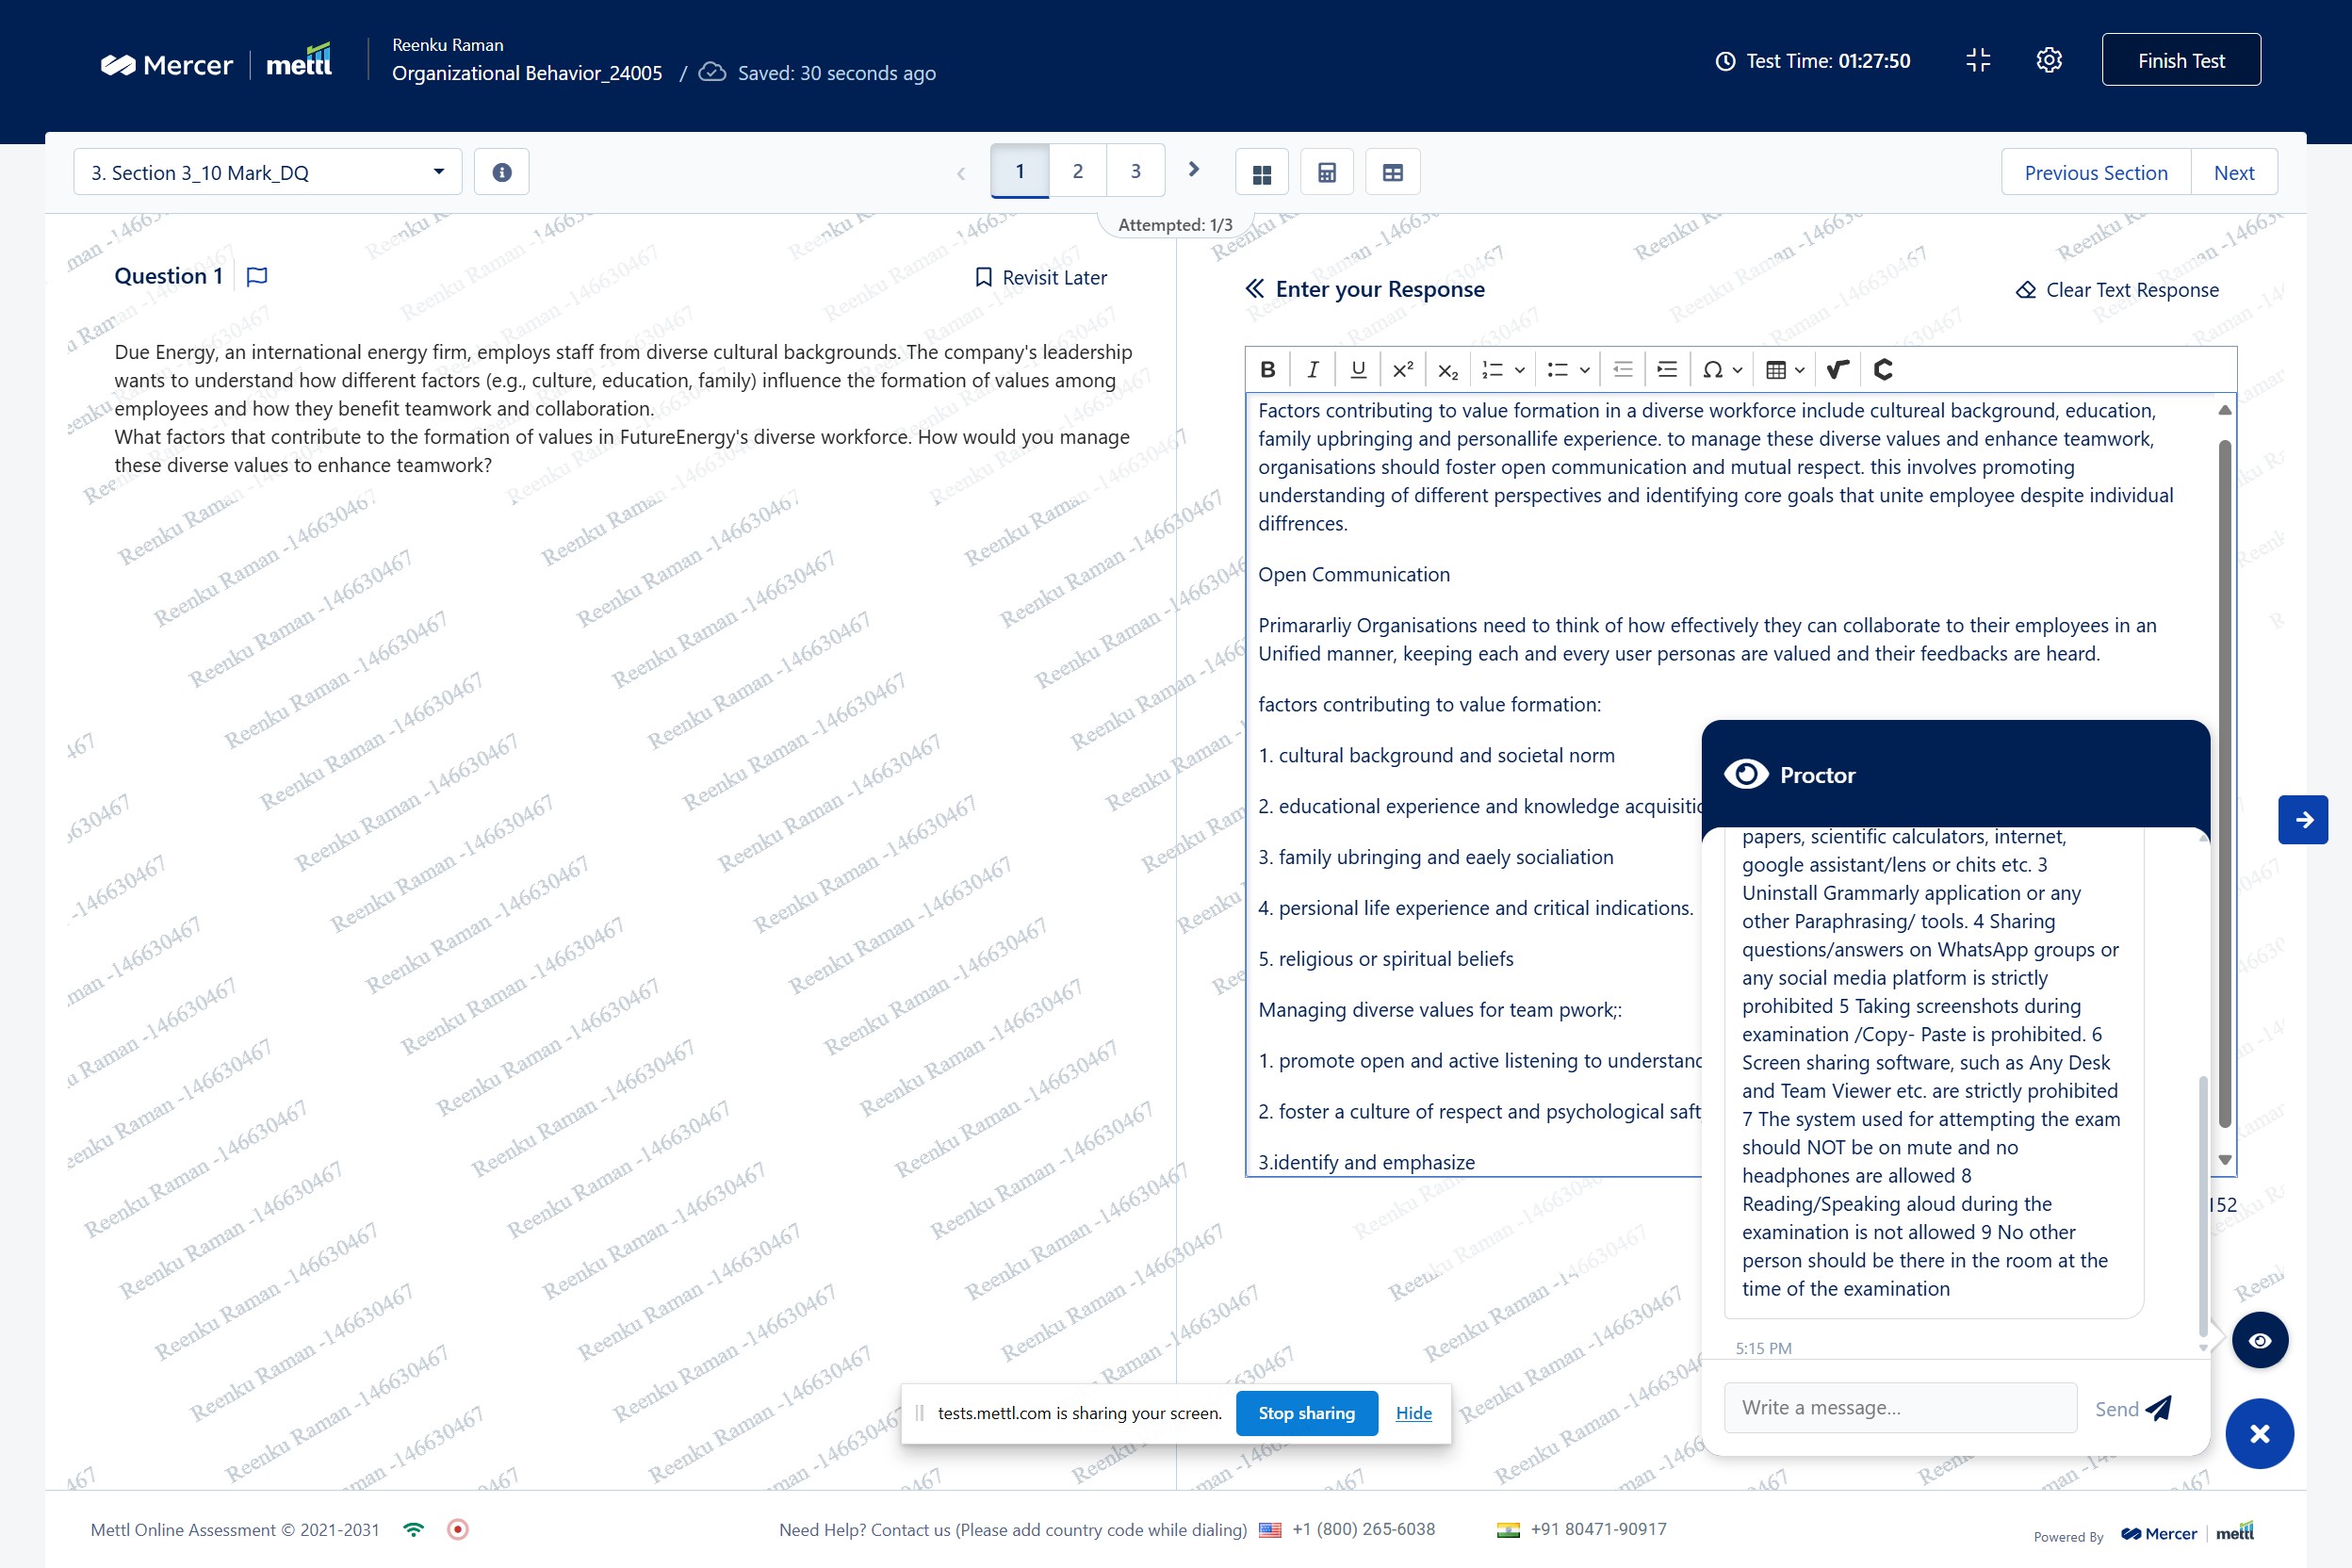 Mercer | mettl
Reenku Raman
Organizational Behavior_24005 / Saved: 30 seconds ago
Test Time: 01:27:50
Finish Test
3. Section 3_10 Mark_DQ
1 2 3
Attempted: 1/3
Previous Section
Next
Question 1
Revisit Later
Due Energy, an international energy firm, employs staff from diverse cultural backgrounds. The company's leadership
wants to understand how different factors (e.g., culture, education, family) influence the formation of values among
employees and how they benefit teamwork and collaboration.
What factors that contribute to the formation of values in FutureEnergy's diverse workforce. How would you manage
these diverse values to enhance teamwork?
Enter your Response
Clear Text Response
Factors contributing to value formation in a diverse workforce include cultureal background, education,
family upbringing and personallife experience. to manage these diverse values and enhance teamwork,
organisations should foster open communication and mutual respect. this involves promoting
understanding of different perspectives and identifying core goals that unite employee despite individual
diffrences.
Open Communication
Primararliy Organisations need to think of how effectively they can collaborate to their employees in an
Unified manner, keeping each and every user personas are valued and their feedbacks are heard.
factors contributing to value formation:
1. cultural background and societal norm
2. educational experience and knowledge
3. family ubringing and eaely socialiation
4. persional life experience and critical indications.
5. religious or spiritual beliefs
Managing diverse values for team pwork;:
1. promote open and active listening to understand
2. foster a culture of respect and psychological
3.identify and emphasize
152
Proctor
papers, scientific calculators, internet,
google assistant/lens or chits etc. 3
Uninstall Grammarly application or any
other Paraphrasing/ tools. 4 Sharing
questions/answers on WhatsApp groups or
any social media platform is strictly
prohibited 5 Taking screenshots during
examination /Copy- Paste is prohibited. 6
Screen sharing software, such as Any Desk
and Team Viewer etc. are strictly prohibited
7 The system used for attempting the exam
should NOT be on mute and no
headphones are allowed 8
Reading/Speaking aloud during the
examination is not allowed 9 No other
person should be there in the room at the
time of the examination
5:15 PM
Write a message...
Send
tests.mettl.com is sharing your screen.
Stop sharing
Hide
Reenku Raman -146630467
Mettl Online Assessment © 2021-2031
Need Help? Contact us (Please add country code while dialing) +1 (800) 265-6038 +91 80471-90917
Powered By Mercer | mettl